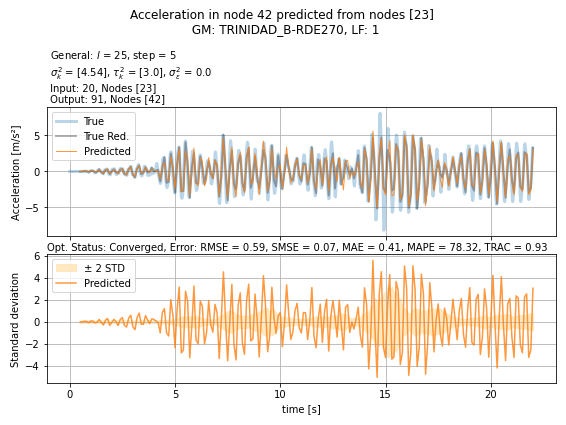 Acceleration in node 42 predicted from nodes [23]
GM: TRINIDAD_B-RDE270, LF: 1
General: l = 25, step = 5
σ²ₖ = [4.54], τ²ₖ = [3.0], σ²ε = 0.0
Input: 20, Nodes [23]
Output: 91, Nodes [42]
Acceleration [m/s²]
5
0
−5
True
True Red.
Predicted
Opt. Status: Converged, Error: RMSE = 0.59, SMSE = 0.07, MAE = 0.41, MAPE = 78.32, TRAC = 0.93
Standard deviation
6
4
2
0
−2
−4
± 2 STD
Predicted
0 5 10 15 20
time [s]